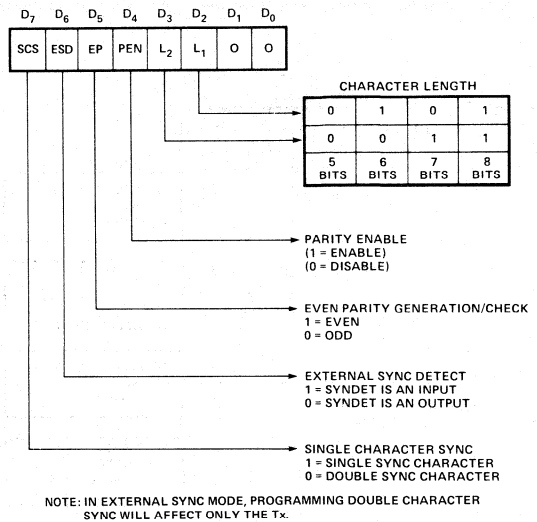 D7 D6 D5 D4 D3 D2 D1 D0
SCS ESD EP PEN L2 L1 O O
CHARACTER LENGTH
0 1 0 1
0 0 1 1
5 6 7 8
BITS BITS BITS BITS
PARITY ENABLE
(1 = ENABLE)
(0 = DISABLE)
EVEN PARITY GENERATION/CHECK
1 = EVEN
0 = ODD
EXTERNAL SYNC DETECT
1 = SYNDET IS AN INPUT
0 = SYNDET IS AN OUTPUT
SINGLE CHARACTER SYNC
1 = SINGLE SYNC CHARACTER
0 = DOUBLE SYNC CHARACTER
NOTE: IN EXTERNAL SYNC MODE, PROGRAMMING DOUBLE CHARACTER
SYNC WILL AFFECT ONLY THE Tx.